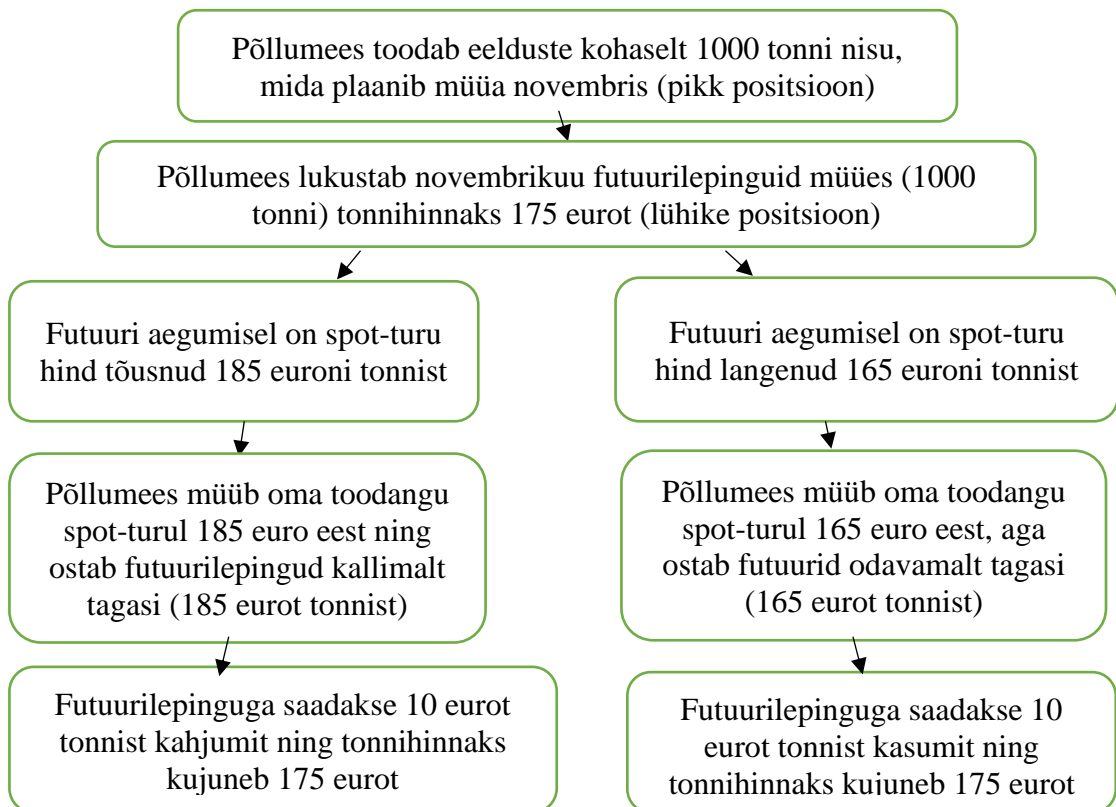 Põllumees toodab eelduste kohaselt 1000 tonni nisu,
mida plaanib müüa novembris (pikk positsioon)
Põllumees lukustab novembrikuu futuurilepinguid müües (1000
tonni) tonnihinnaks 175 eurot (lühike positsioon)
Futuuri aegumisel on spot-turu
hind tõusnud 185 euroni tonnist
Futuuri aegumisel on spot-turu
hind langenud 165 euroni tonnist
Põllumees müüb oma toodangu
spot-turul 185 euro eest ning
ostab futuurilepingud kallimalt
tagasi (185 eurot tonnist)
Põllumees müüb oma toodangu
spot-turul 165 euro eest, aga
ostab futuurid odavamalt tagasi
(165 eurot tonnist)
Futuurilepinguga saadakse 10 eurot
tonnist kahjumit ning tonnihinnaks
kujuneb 175 eurot
Futuurilepinguga saadakse 10
eurot tonnist kasumit ning
tonnihinnaks kujuneb 175 eurot